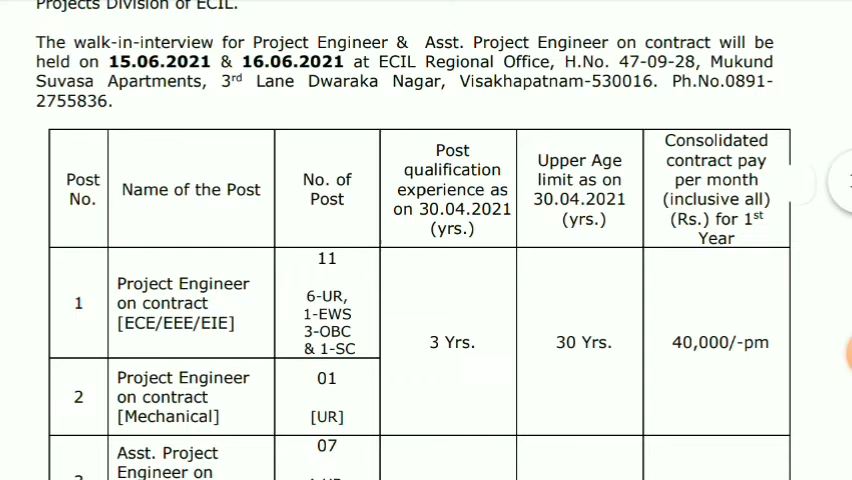 Projects Division of ECIL.
The walk-in-interview for Project Engineer & Asst. Project Engineer on contract will be
held on 15.06.2021 & 16.06.2021 at ECIL Regional Office, H.No. 47-09-28, Mukund
Suvasa Apartments, 3rd Lane Dwaraka Nagar, Visakhapatnam-530016. Ph.No.0891-
2755836.
Post
No.
Name of the Post
No. of
Post
Post
qualification
experience as
on 30.04.2021
(yrs.)
Upper Age
limit as on
30.04.2021
(yrs.)
Consolidated
contract pay
per month
(inclusive all)
(Rs.) for 1st
Year
1
Project Engineer
on contract
[ECE/EEE/EIE]
11
6-UR,
1-EWS
3-OBC
& 1-SC
3 Yrs.
30 Yrs.
40,000/-pm
2
Project Engineer
on contract
[Mechanical]
01
[UR]
Asst. Project
Engineer on
07